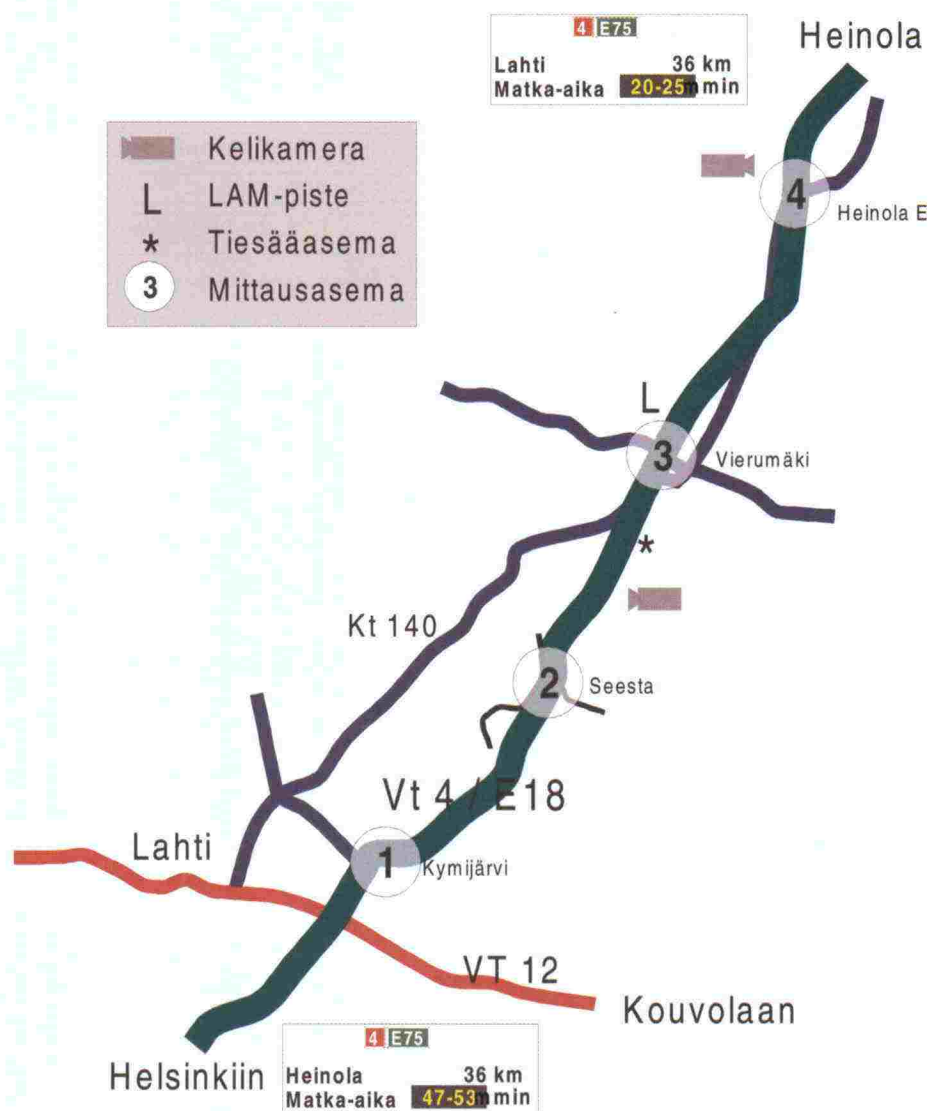 4 E75
Lahti 36 km
Matka-aika 20-25 mmin
Heinola
Kelikamera
L LAM-piste
* Tiesääasema
3 Mittausasema
4
Heinola E
L
3
Vierumäki
*
Kt 140
2
Seesta
Vt 4 / E18
Lahti
1
Kymijärvi
VT 12
Kouvolaan
Helsinkiin
4 E75
Heinola 36 km
Matka-aika 47-53 mmin